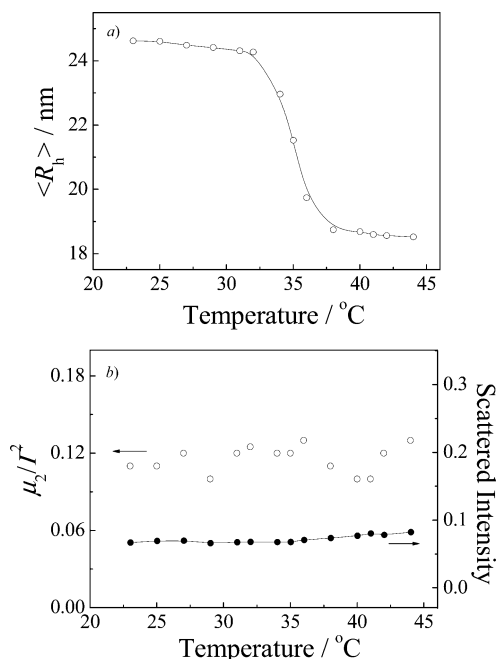 a)
24
22
20
18
<R_h> / nm
20 25 30 35 40 45
Temperature / °C
b)
0.18
0.12
0.06
0.00
μ₂/Γ²
0.3
0.2
0.1
0.0
Scattered Intensity
20 25 30 35 40 45
Temperature / °C